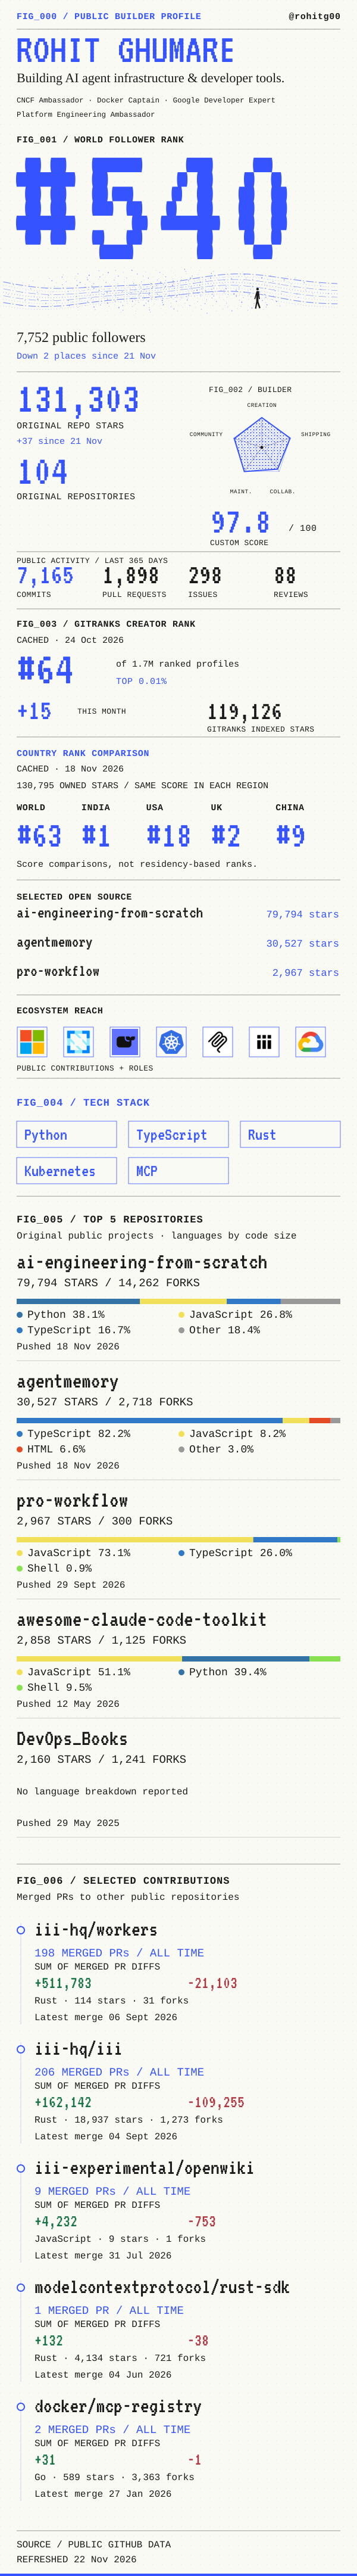 FIG_000 / PUBLIC BUILDER PROFILE @rohitg00
ROHIT GHUMARE
Building AI agent infrastructure & developer tools.
CNCF Ambassador · Docker Captain · Google Developer Expert
Platform Engineering Ambassador
FIG_001 / WORLD FOLLOWER RANK
#540
7,752 public followers
Down 2 places since 21 Nov
131,303
ORIGINAL REPO STARS
+37 since 21 Nov
104
ORIGINAL REPOSITORIES
FIG_002 / BUILDER
CREATION
COMMUNITY SHIPPING
MAINT. COLLAB.
97.8 / 100
CUSTOM SCORE
PUBLIC ACTIVITY / LAST 365 DAYS
7,165 1,898 298 88
COMMITS PULL REQUESTS ISSUES REVIEWS
FIG_003 / GITRANKS CREATOR RANK
CACHED · 24 Oct 2026
#64 of 1.7M ranked profiles
TOP 0.01%
+15 THIS MONTH 119,126
GITRANKS INDEXED STARS
COUNTRY RANK COMPARISON
CACHED · 18 Nov 2026
130,795 OWNED STARS / SAME SCORE IN EACH REGION
WORLD INDIA USA UK CHINA
#63 #1 #18 #2 #9
Score comparisons, not residency-based ranks.
SELECTED OPEN SOURCE
ai-engineering-from-scratch 79,794 stars
agentmemory 30,527 stars
pro-workflow 2,967 stars
ECOSYSTEM REACH
PUBLIC CONTRIBUTIONS + ROLES
FIG_004 / TECH STACK
Python TypeScript Rust
Kubernetes MCP
FIG_005 / TOP 5 REPOSITORIES
Original public projects · languages by code size
ai-engineering-from-scratch
79,794 STARS / 14,262 FORKS
Python 38.1% JavaScript 26.8%
TypeScript 16.7% Other 18.4%
Pushed 18 Nov 2026
agentmemory
30,527 STARS / 2,718 FORKS
TypeScript 82.2% JavaScript 8.2%
HTML 6.6% Other 3.0%
Pushed 18 Nov 2026
pro-workflow
2,967 STARS / 300 FORKS
JavaScript 73.1% TypeScript 26.0%
Shell 0.9%
Pushed 29 Sept 2026
awesome-claude-code-toolkit
2,858 STARS / 1,125 FORKS
JavaScript 51.1% Python 39.4%
Shell 9.5%
Pushed 12 May 2026
DevOps_Books
2,160 STARS / 1,241 FORKS
No language breakdown reported
Pushed 29 May 2025
FIG_006 / SELECTED CONTRIBUTIONS
Merged PRs to other public repositories
iii-hq/workers
198 MERGED PRs / ALL TIME
SUM OF MERGED PR DIFFS
+511,783 -21,103
Rust · 114 stars · 31 forks
Latest merge 06 Sept 2026
iii-hq/iii
206 MERGED PRs / ALL TIME
SUM OF MERGED PR DIFFS
+162,142 -109,255
Rust · 18,937 stars · 1,273 forks
Latest merge 04 Sept 2026
iii-experimental/openwiki
9 MERGED PRs / ALL TIME
SUM OF MERGED PR DIFFS
+4,232 -753
JavaScript · 9 stars · 1 forks
Latest merge 31 Jul 2026
modelcontextprotocol/rust-sdk
1 MERGED PR / ALL TIME
SUM OF MERGED PR DIFFS
+132 -38
Rust · 4,134 stars · 721 forks
Latest merge 04 Jun 2026
docker/mcp-registry
2 MERGED PRs / ALL TIME
SUM OF MERGED PR DIFFS
+31 -1
Go · 589 stars · 3,363 forks
Latest merge 27 Jan 2026
SOURCE / PUBLIC GITHUB DATA
REFRESHED 22 Nov 2026